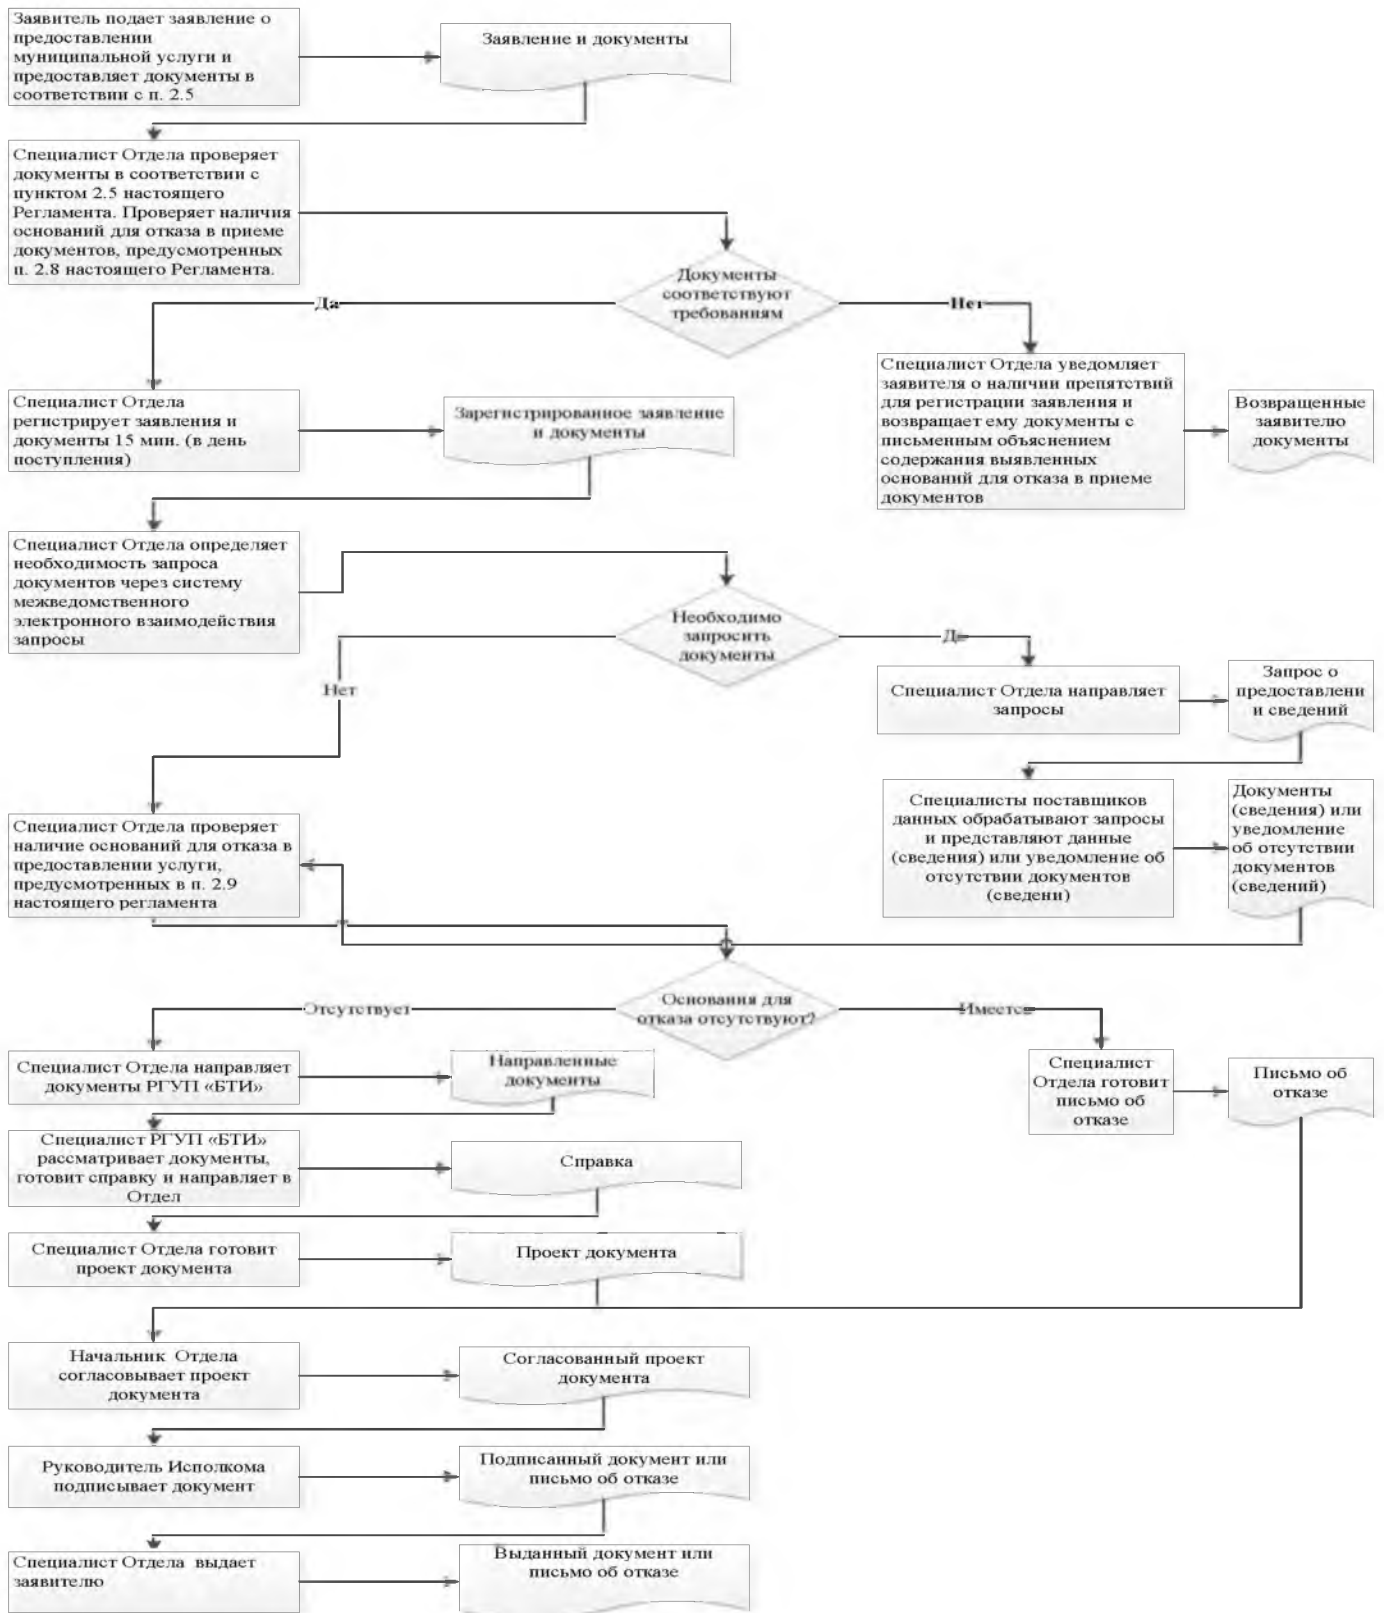 Заявитель подает заявление о
предоставлении
муниципальной услуги и
предоставляет документы в
соответствии с п. 2.5
Заявление и документы
Специалист Отдела проверяет
документы в соответствии с
пунктом 2.5 настоящего
Регламента. Проверяет наличия
оснований для отказа в приеме
документов, предусмотренных
п. 2.8 настоящего Регламента.
Документы
соответствуют
требованиям
Да
Нет
Специалист Отдела
регистрирует заявления и
документы 15 мин. (в день
поступления)
Зарегистрированное заявление
и документы
Специалист Отдела уведомляет
заявителя о наличии препятствий
для регистрации заявления и
возвращает ему документы с
письменным объяснением
содержания выявленных
оснований для отказа в приеме
документов
Возвращенные
заявителю
документы
Специалист Отдела определяет
необходимость запроса
документов через систему
межведомственного
электронного взаимодействия
запросы
Необходимо
запросить
документы
Да
Нет
Специалист Отдела направляет
запросы
Запрос о
предоставлени
и сведений
Специалисты поставщиков
данных обрабатывают запросы
и представляют данные
(сведения) или уведомление об
отсутствии документов
(сведени)
Документы
(сведения) или
уведомление
об отсутствии
документов
(сведений)
Специалист Отдела проверяет
наличие оснований для отказа в
предоставлении услуги,
предусмотренных в п. 2.9
настоящего регламента
Основания для
отказа отсутствуют?
Отсутствует
Имеется
Специалист Отдела направляет
документы РГУП «БТИ»
Направленные
документы
Специалист
Отдела готовит
письмо об
отказе
Письмо об
отказе
Специалист РГУП «БТИ»
рассматривает документы,
готовит справку и направляет в
Отдел
Справка
Специалист Отдела готовит
проект документа
Проект документа
Начальник Отдела
согласовывает проект
документа
Согласованный проект
документа
Руководитель Исполкома
подписывает документ
Подписанный документ или
письмо об отказе
Специалист Отдела выдает
заявителю
Выданный документ или
письмо об отказе